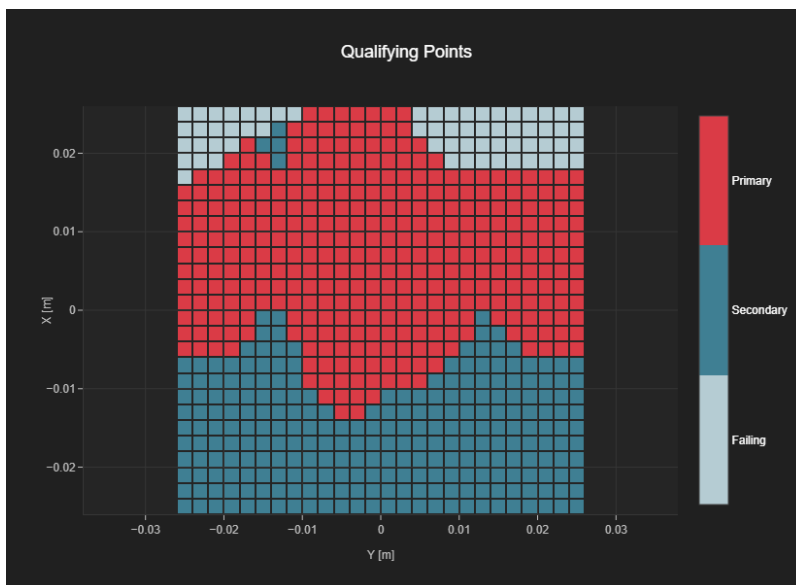 Qualifying Points
0.02
0.01
0
−0.01
−0.02
X [m]
−0.03
−0.02
−0.01
0
0.01
0.02
0.03
Y [m]
Primary
Secondary
Failing